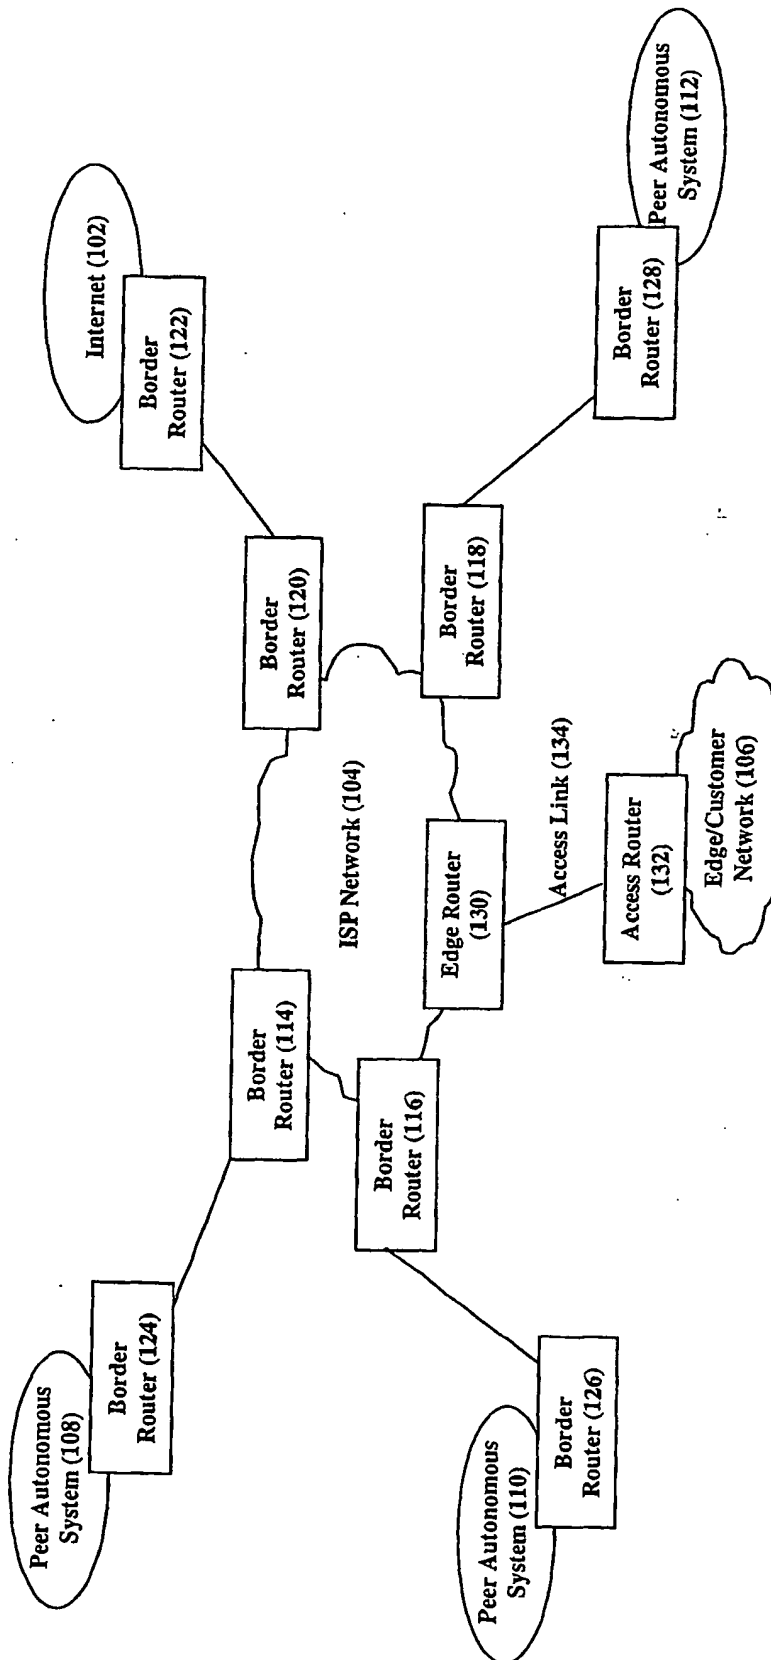 Peer Autonomous
System (108)
Border
Router (124)
Internet (102)
Border
Router (122)
Border
Router (114)
Border
Router (120)
ISP Network (104)
Border
Router (116)
Edge Router
(130)
Border
Router (118)
Peer Autonomous
System (110)
Border
Router (126)
Access Link (134)
Access Router
(132)
Edge/Customer
Network (106)
Border
Router (128)
Peer Autonomous
System (112)